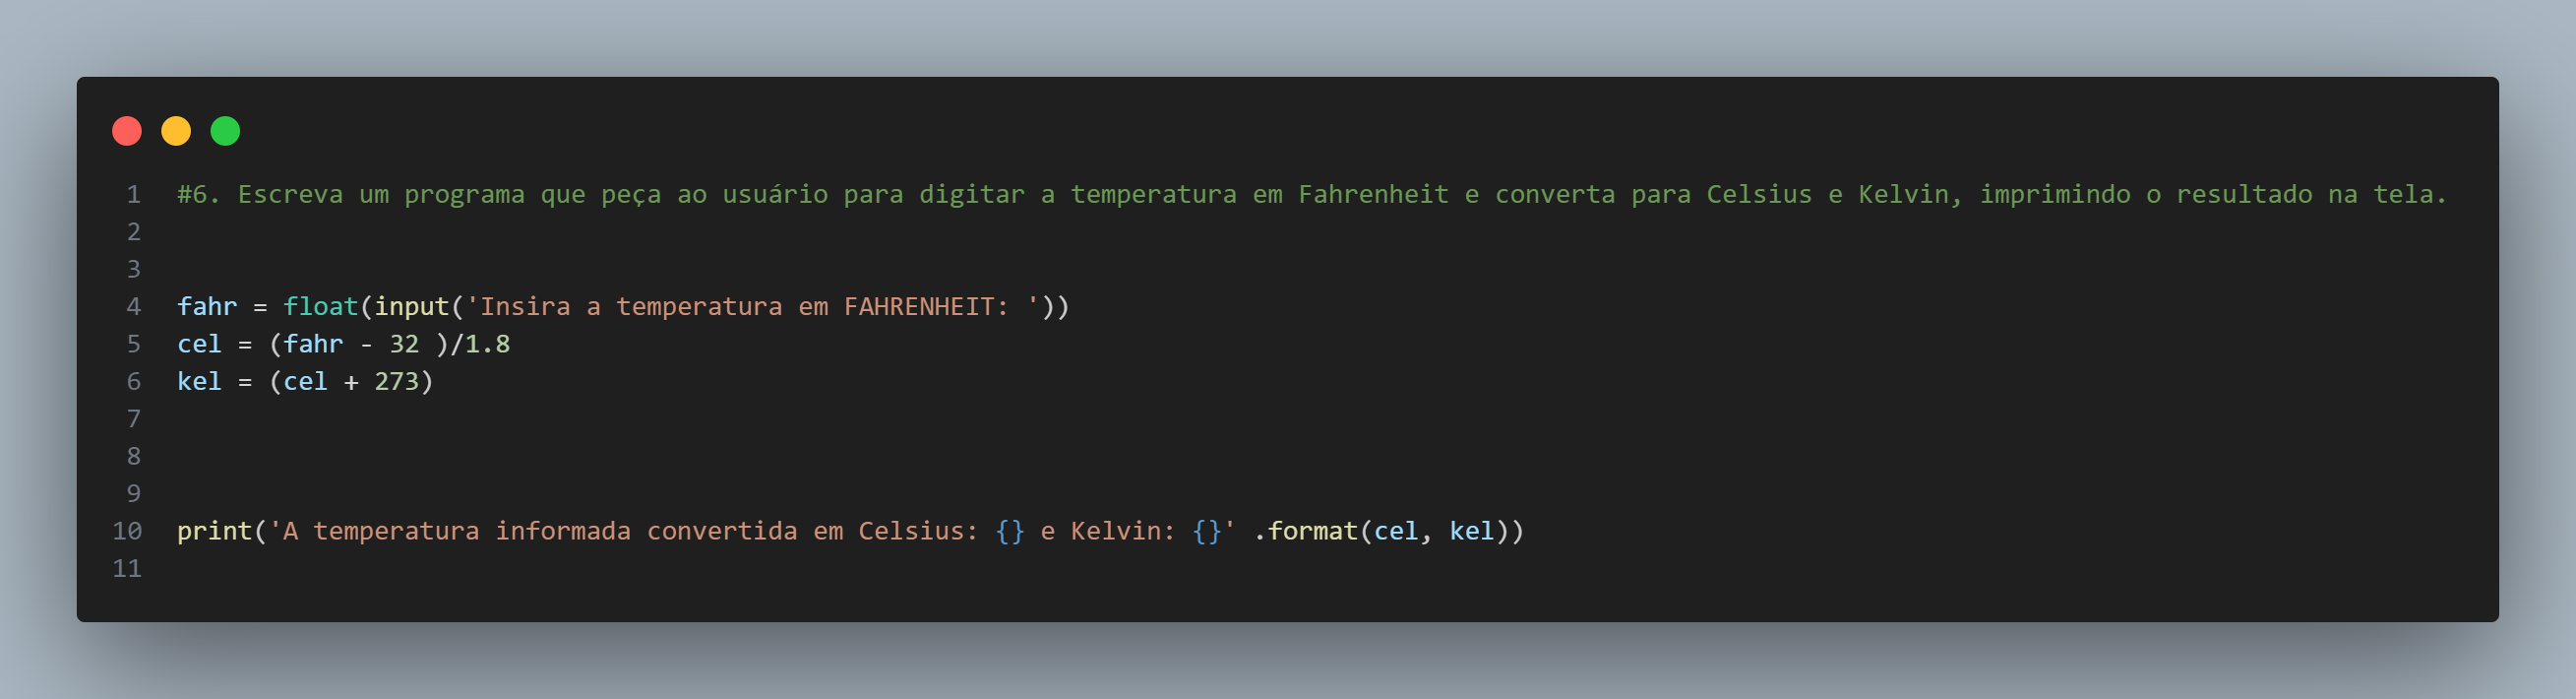 1 #6. Escreva um programa que peça ao usuário para digitar a temperatura em Fahrenheit e converta para Celsius e Kelvin, imprimindo o resultado na tela.
2
3
4 fahr = float(input('Insira a temperatura em FAHRENHEIT: '))
5 cel = (fahr - 32 )/1.8
6 kel = (cel + 273)
7
8
9
10 print('A temperatura informada convertida em Celsius: {} e Kelvin: {}' .format(cel, kel))
11